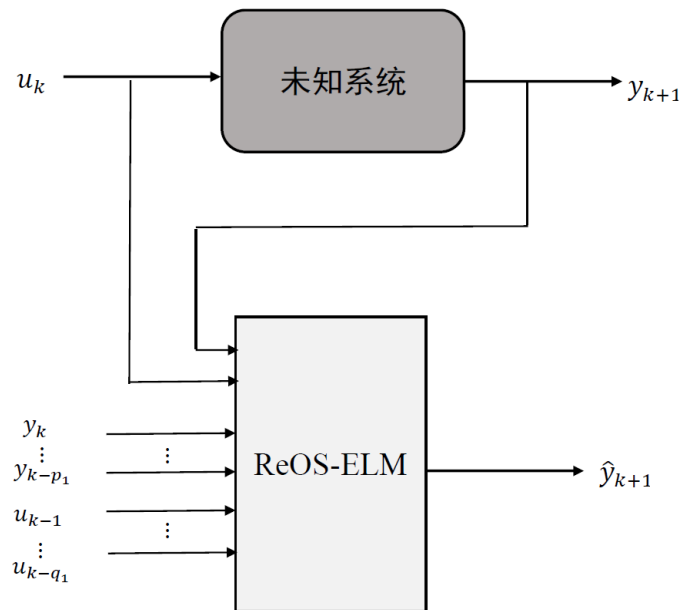 u_k
未知系统
y_{k+1}
y_k
⋮ ⋮
y_{k-p_1}
ReOS-ELM
ŷ_{k+1}
u_{k-1}
⋮ ⋮
u_{k-q_1}